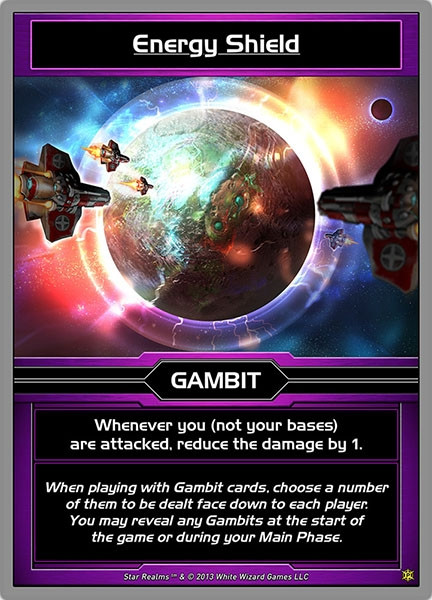 Energy Shield
GAMBIT
Whenever you (not your bases)
are attacked, reduce the damage by 1.
When playing with Gambit cards, choose a number
of them to be dealt face down to each player.
You may reveal any Gambits at the start of
the game or during your Main Phase.
Star Realms™ & © 2013 White Wizard Games LLC